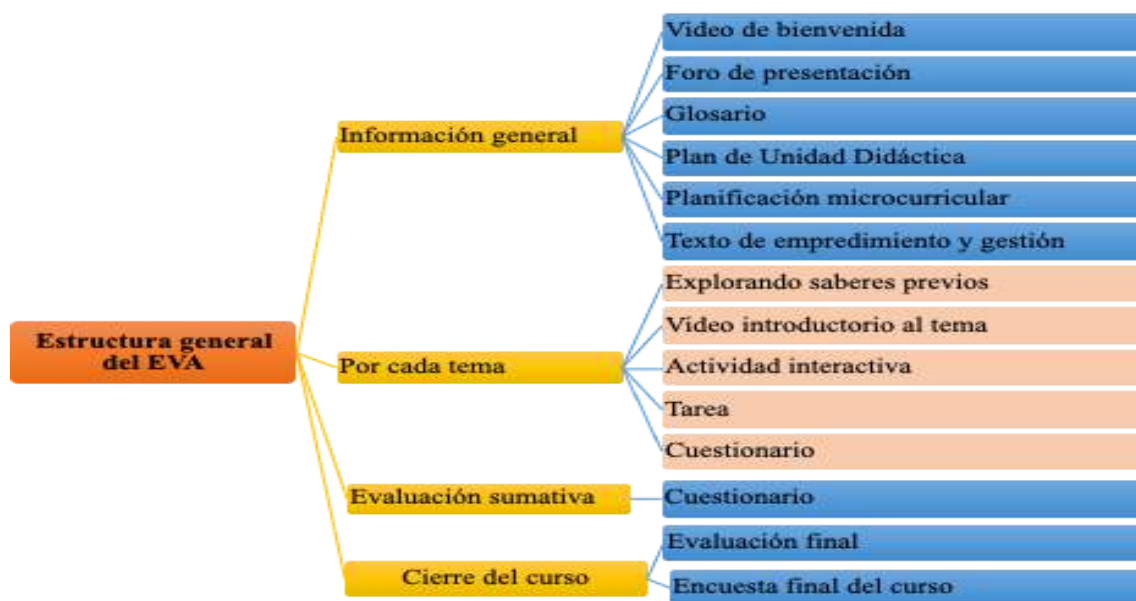 Estructura general
del EVA
Información general
Video de bienvenida
Foro de presentación
Glosario
Plan de Unidad Didáctica
Planificación microcurricular
Texto de empredimiento y gestión
Por cada tema
Explorando saberes previos
Video introductorio al tema
Actividad interactiva
Tarea
Cuestionario
Evaluación sumativa
Cuestionario
Cierre del curso
Evaluación final
Encuesta final del curso